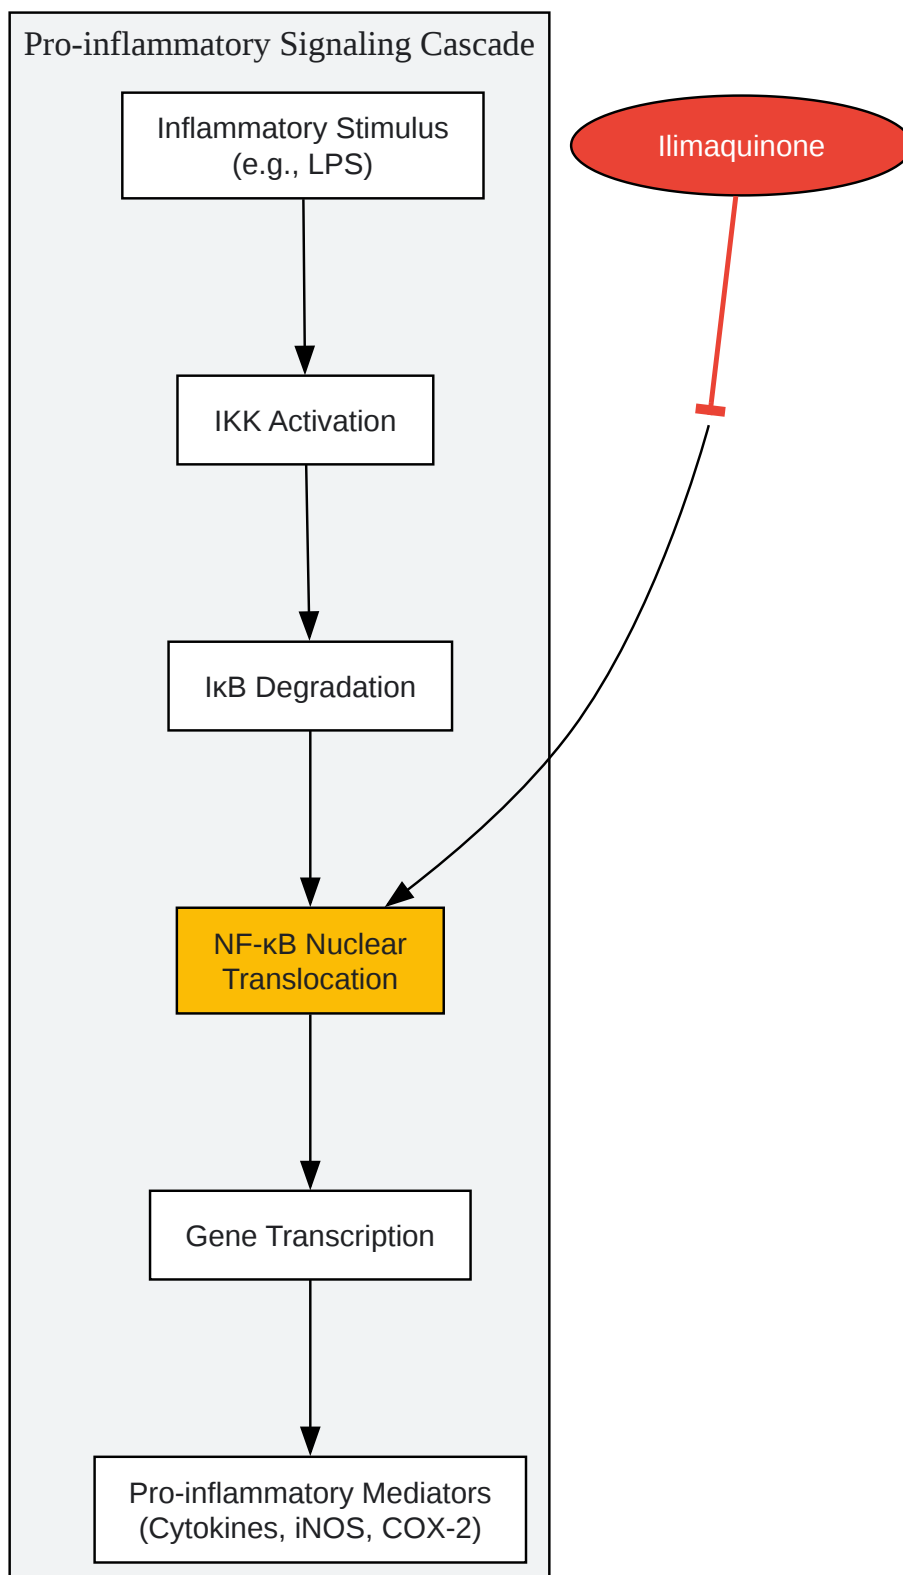 Pro-inflammatory Signaling Cascade
Inflammatory Stimulus
(e.g., LPS)
Ilimaquinone
IKK Activation
IκB Degradation
NF-κB Nuclear
Translocation
Gene Transcription
Pro-inflammatory Mediators
(Cytokines, iNOS, COX-2)